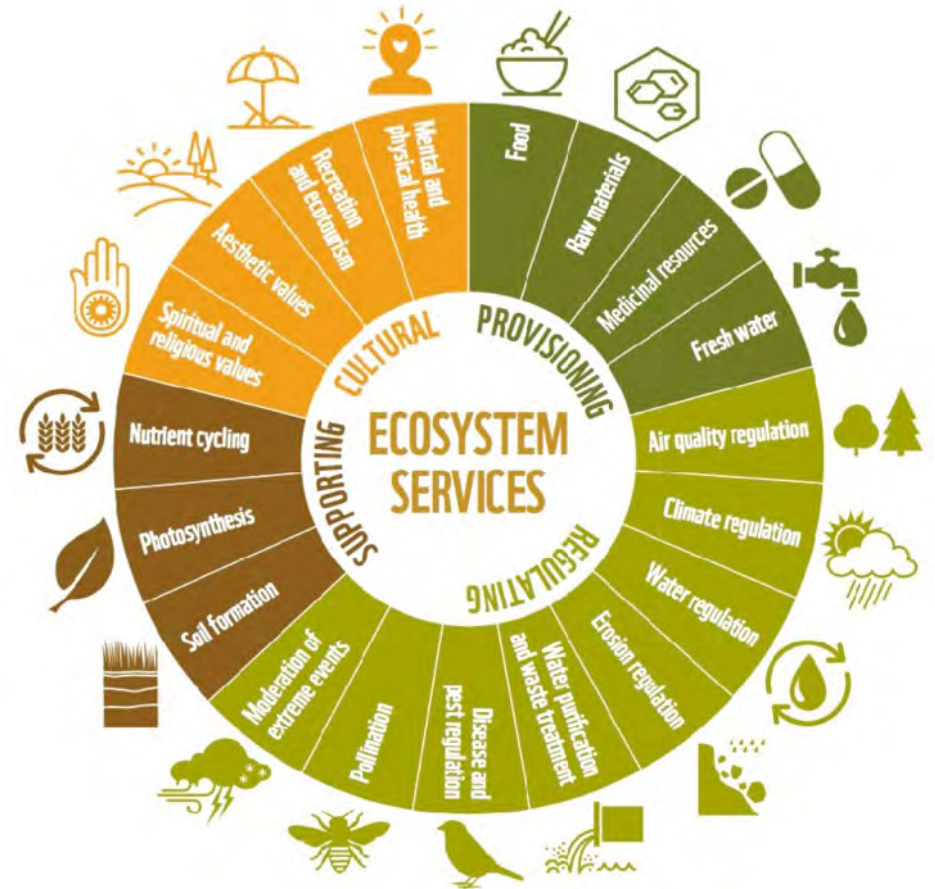 ECOSYSTEM
SERVICES
PROVISIONING
Food
Raw materials
Medicinal resources
Fresh water
REGULATING
Air quality regulation
Climate regulation
Water regulation
Erosion regulation
Water purification
and waste treatment
Disease and
pest regulation
Pollination
Moderation of
extreme events
SUPPORTING
Soil formation
Photosynthesis
Nutrient cycling
CULTURAL
Spiritual and
religious values
Aesthetic values
Recreation
and ecotourism
Mental and
physical health